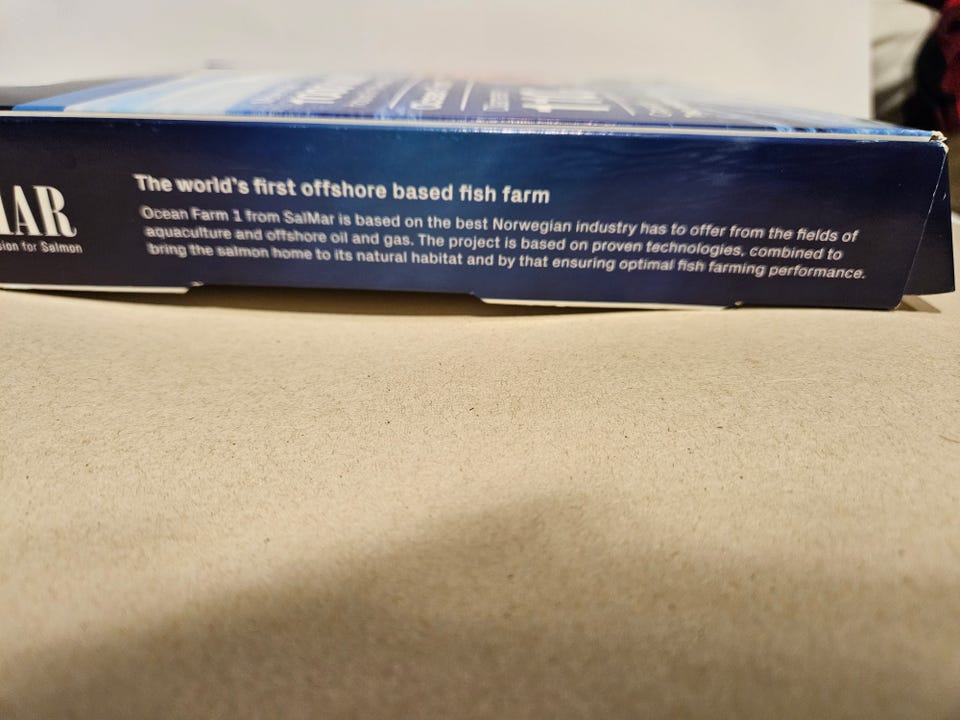 The world's first offshore based fish farm
Ocean Farm 1 from SalMar is based on the best Norwegian industry has to offer from the fields of
aquaculture and offshore oil and gas. The project is based on proven technologies, combined to
bring the salmon home to its natural habitat and by that ensuring optimal fish farming performance.
MAR
sion for Salmon